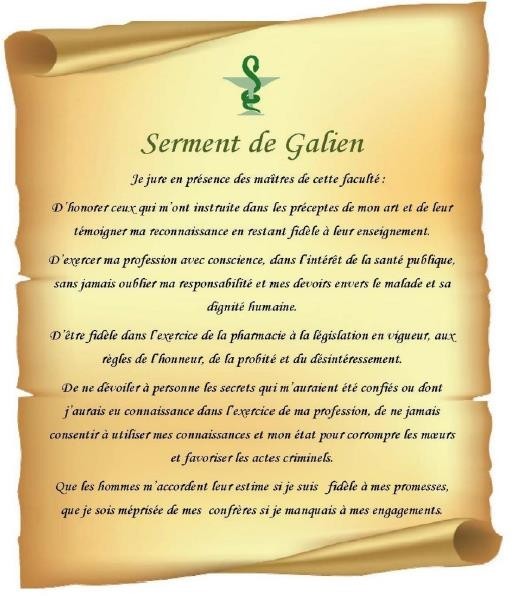 Serment de Galien
Je jure en présence des maîtres de cette faculté :
D'honorer ceux qui m'ont instruite dans les préceptes de mon art et de leur
témoigner ma reconnaissance en restant fidèle à leur enseignement.
D'exercer ma profession avec conscience, dans l'intérêt de la santé publique,
sans jamais oublier ma responsabilité et mes devoirs envers le malade et sa
dignité humaine.
D'être fidèle dans l'exercice de la pharmacie à la législation en vigueur, aux
règles de l'honneur, de la probité et du désintéressement.
De ne dévoiler à personne les secrets qui m'auraient été confiés ou dont
j'aurais eu connaissance dans l'exercice de ma profession, de ne jamais
consentir à utiliser mes connaissances et mon état pour corrompre les mœurs
et favoriser les actes criminels.
Que les hommes m'accordent leur estime si je suis fidèle à mes promesses,
que je sois méprisée de mes confrères si je manquais à mes engagements.